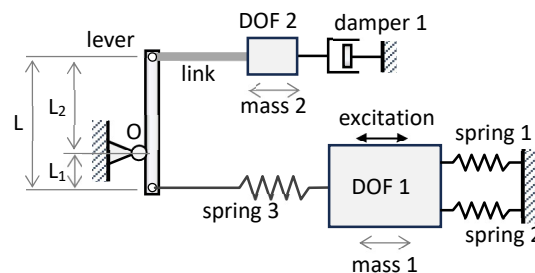 DOF 2
damper 1
lever
link
mass 2
L
L₂
O
L₁
excitation
spring 1
DOF 1
spring 3
spring 2
mass 1